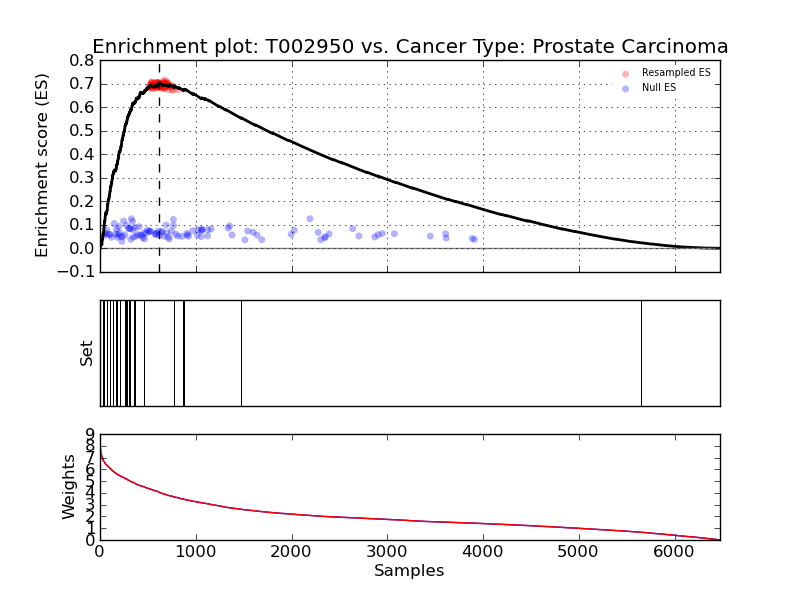 Enrichment plot: T002950 vs. Cancer Type: Prostate Carcinoma
Enrichment score (ES)
0.8
0.7
0.6
0.5
0.4
0.3
0.2
0.1
0.0
−0.1
Resampled ES
Null ES
Set
Weights
9
8
7
6
5
4
3
2
1
0
0 1000 2000 3000 4000 5000 6000
Samples